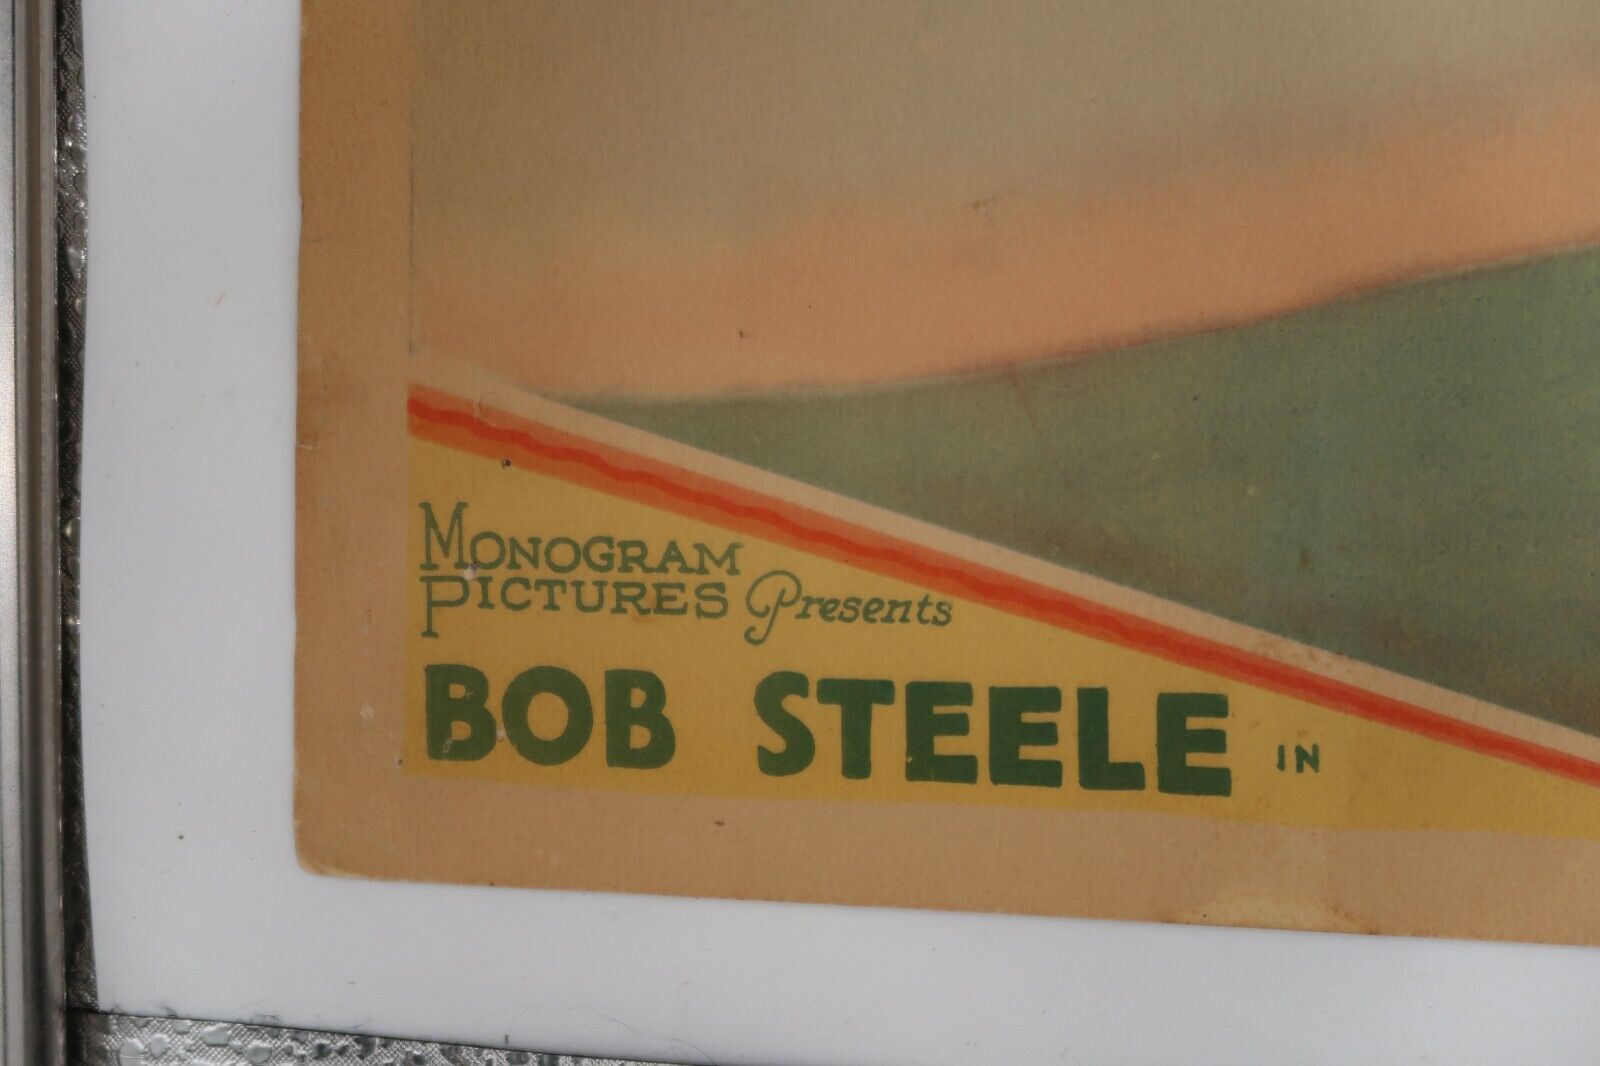 MONOGRAM
PICTURES Presents
BOB STEELE IN